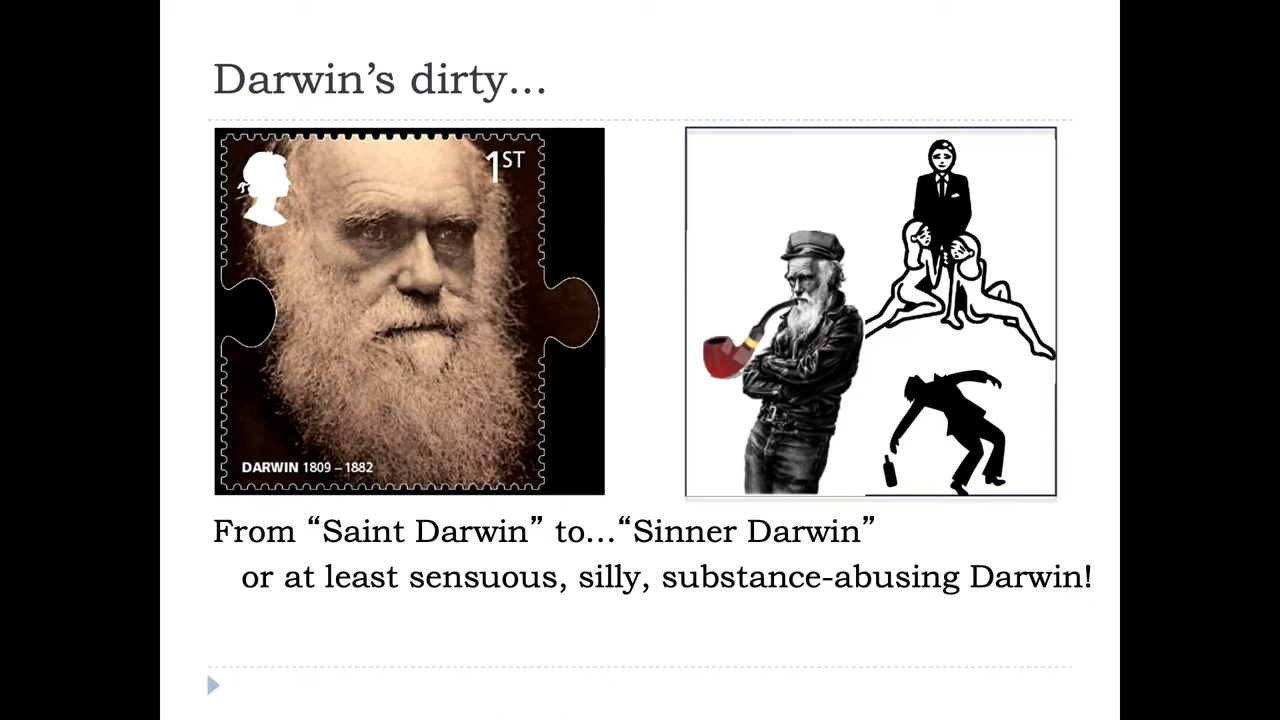 Darwin’s dirty…
1ST
DARWIN 1809 – 1882
From “Saint Darwin” to…“Sinner Darwin”
or at least sensuous, silly, substance-abusing Darwin!